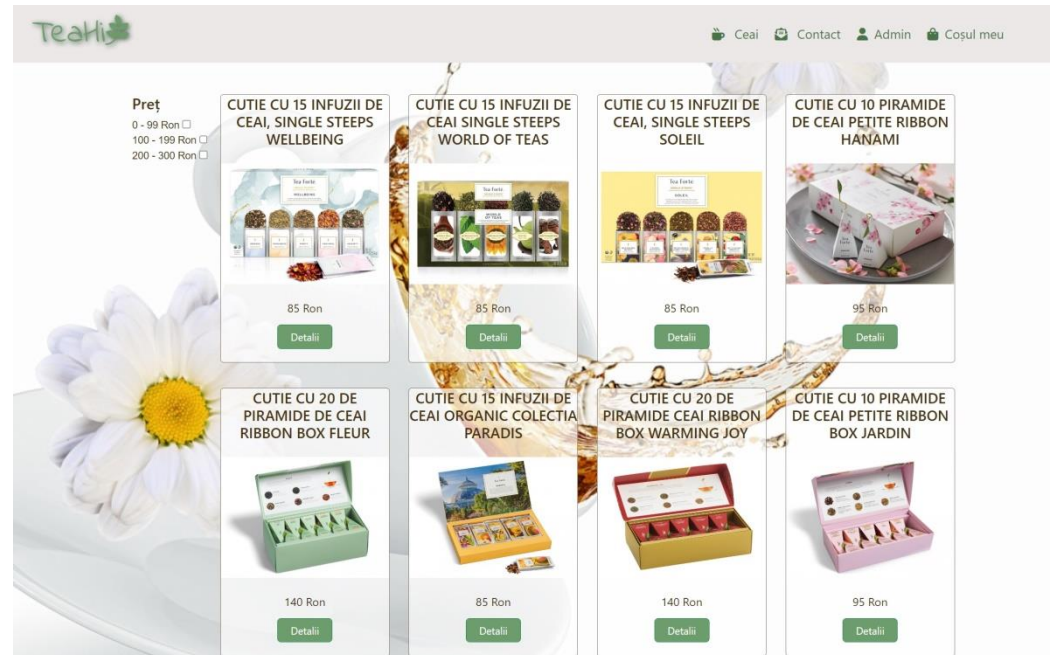 TeaHis
Ceai
Contact
Admin
Coșul meu
Preț
0 - 99 Ron
100 - 199 Ron
200 - 300 Ron
CUTIE CU 15 INFUZII DE
CEAI, SINGLE STEEPS
WELLBEING
85 Ron
Detalii
CUTIE CU 15 INFUZII DE
CEAI SINGLE STEEPS
WORLD OF TEAS
85 Ron
Detalii
CUTIE CU 15 INFUZII DE
CEAI, SINGLE STEEPS
SOLEIL
85 Ron
Detalii
CUTIE CU 10 PIRAMIDE
DE CEAI PETITE RIBBON
HANAMI
95 Ron
Detalii
CUTIE CU 20 DE
PIRAMIDE DE CEAI
RIBBON BOX FLEUR
140 Ron
Detalii
CUTIE CU 15 INFUZII DE
CEAI ORGANIC COLECTIA
PARADIS
85 Ron
Detalii
CUTIE CU 20 DE
PIRAMIDE CEAI RIBBON
BOX WARMING JOY
140 Ron
Detalii
CUTIE CU 10 PIRAMIDE
DE CEAI PETITE RIBBON
BOX JARDIN
95 Ron
Detalii